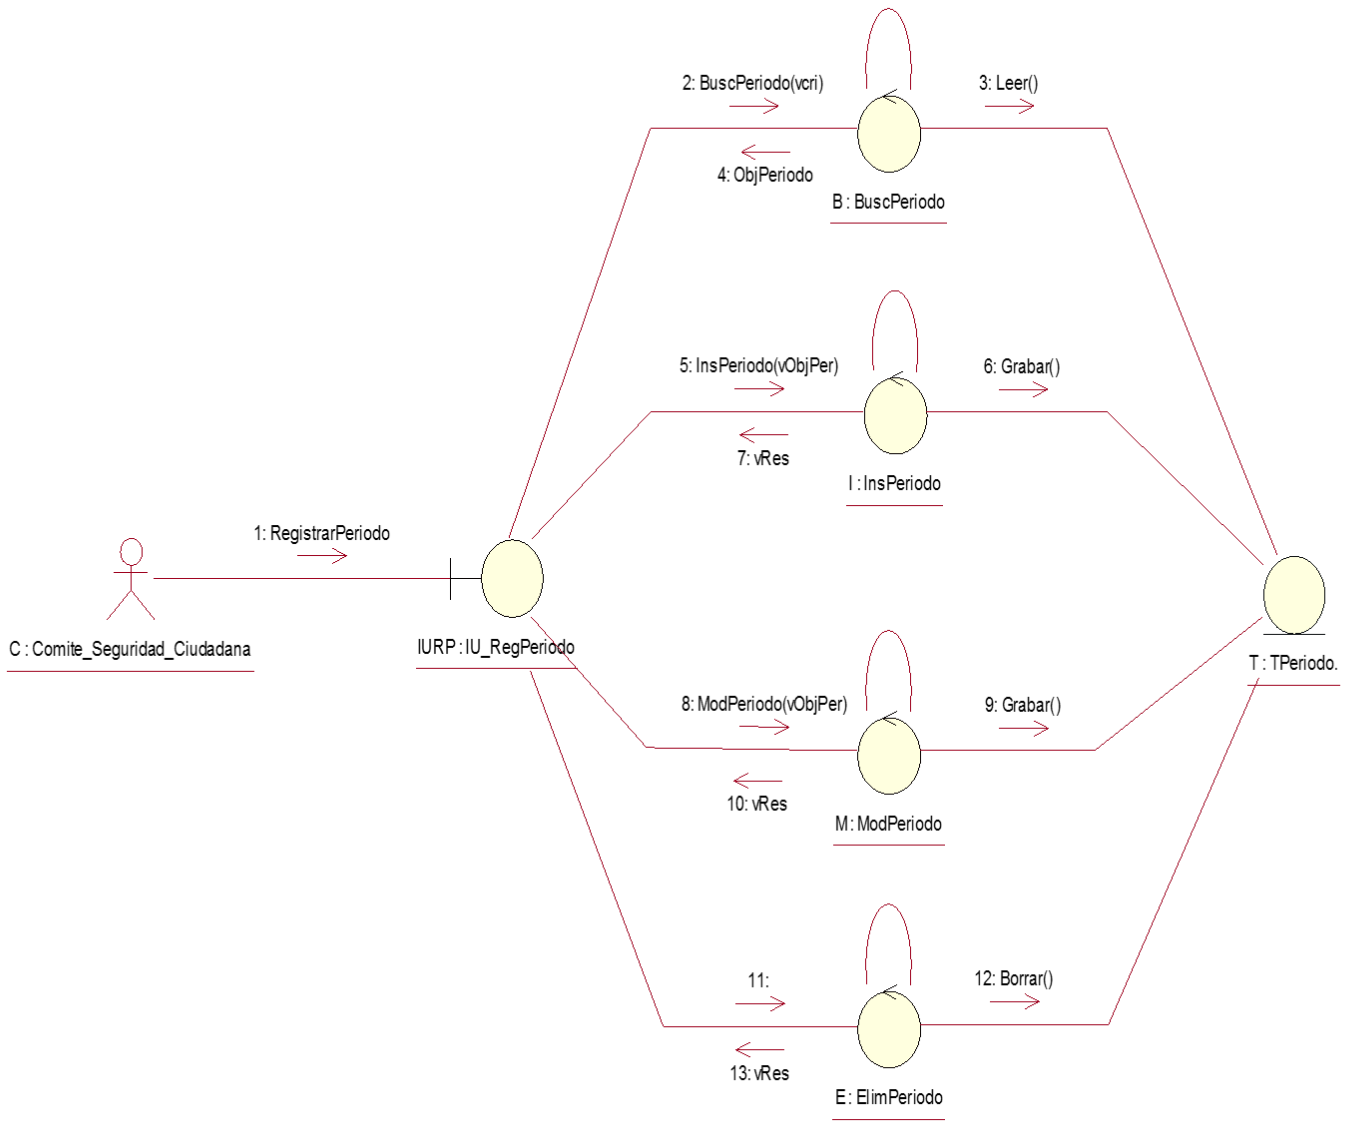 2: BuscPeriodo(vcri)
3: Leer()
4: ObjPeriodo
B : BuscPeriodo
5: InsPeriodo(vObjPer)
6: Grabar()
7: vRes
I : InsPeriodo
1: RegistrarPeriodo
C : Comite_Seguridad_Ciudadana
IURP : IU_RegPeriodo
T : TPeriodo.
8: ModPeriodo(vObjPer)
9: Grabar()
10: vRes
M : ModPeriodo
11:
12: Borrar()
13: vRes
E : ElimPeriodo